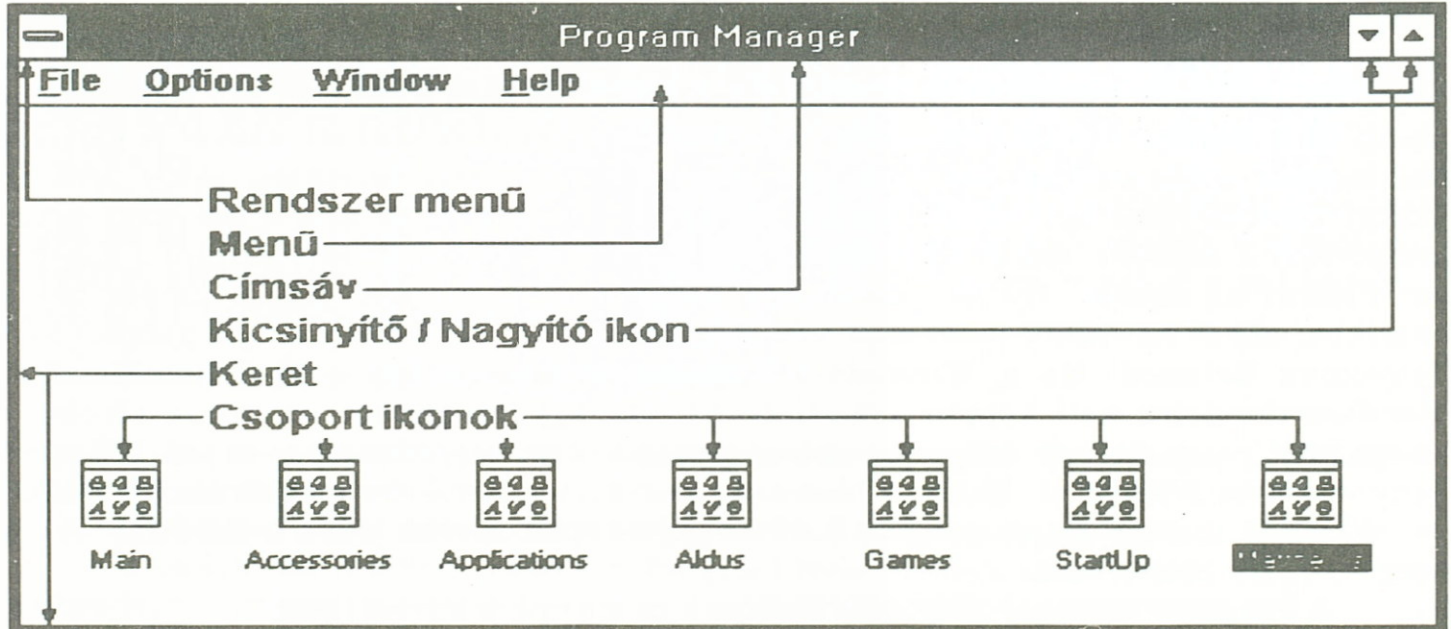 Program Manager
File Options Window Help
Rendszer menü
Menü
Címsáv
Kicsinyítő / Nagyító ikon
Keret
Csoport ikonok
Main Accessories Applications Aldus Games StartUp